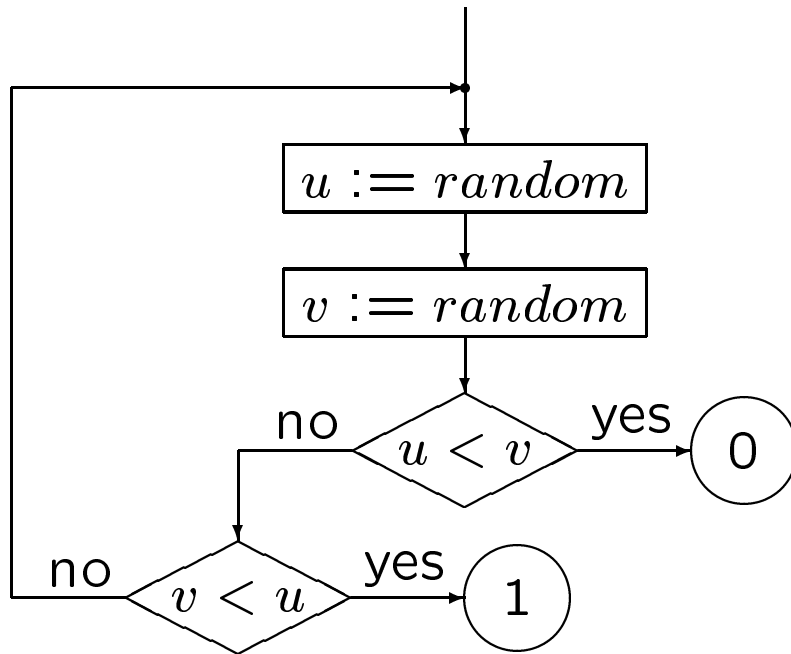 u := random
v := random
no
u < v
yes
0
no
v < u
yes
1